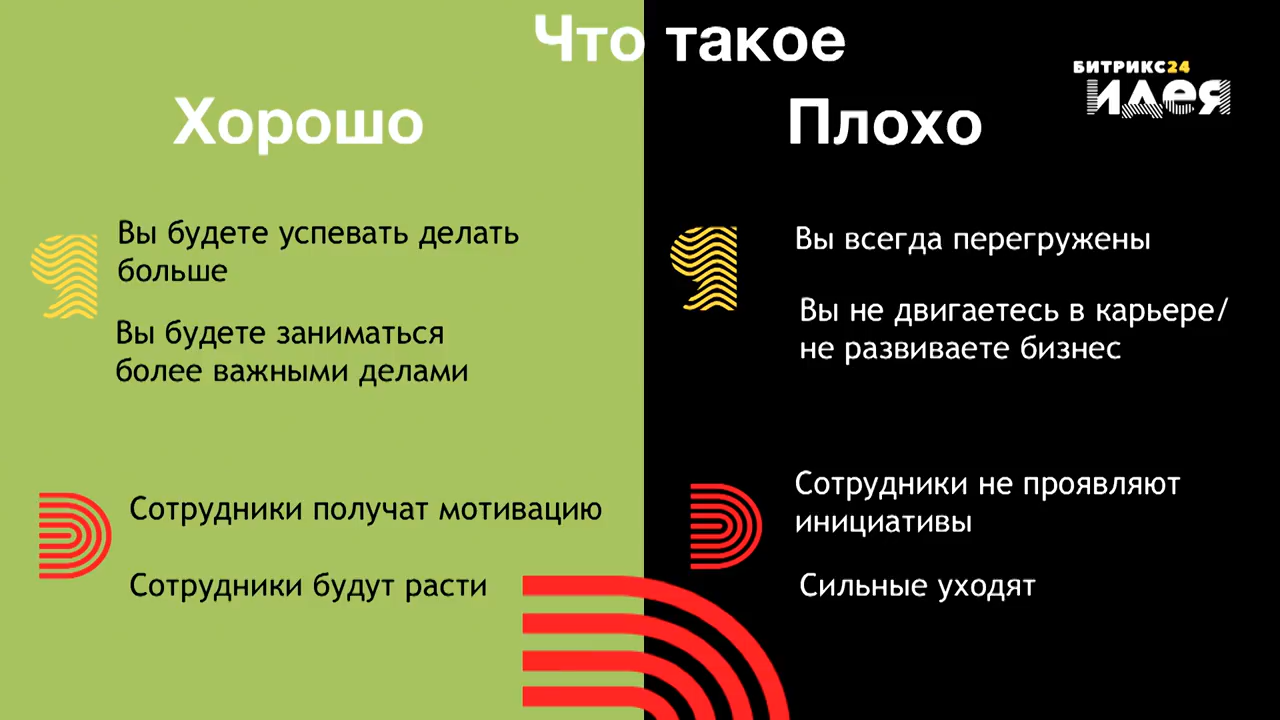 Что такое
БИТРИКС24
идея
Хорошо
Плохо
Вы будете успевать делать
больше
Вы будете заниматься
более важными делами
Сотрудники получат мотивацию
Сотрудники будут расти
Вы всегда перегружены
Вы не двигаетесь в карьере/
не развиваете бизнес
Сотрудники не проявляют
инициативы
Сильные уходят